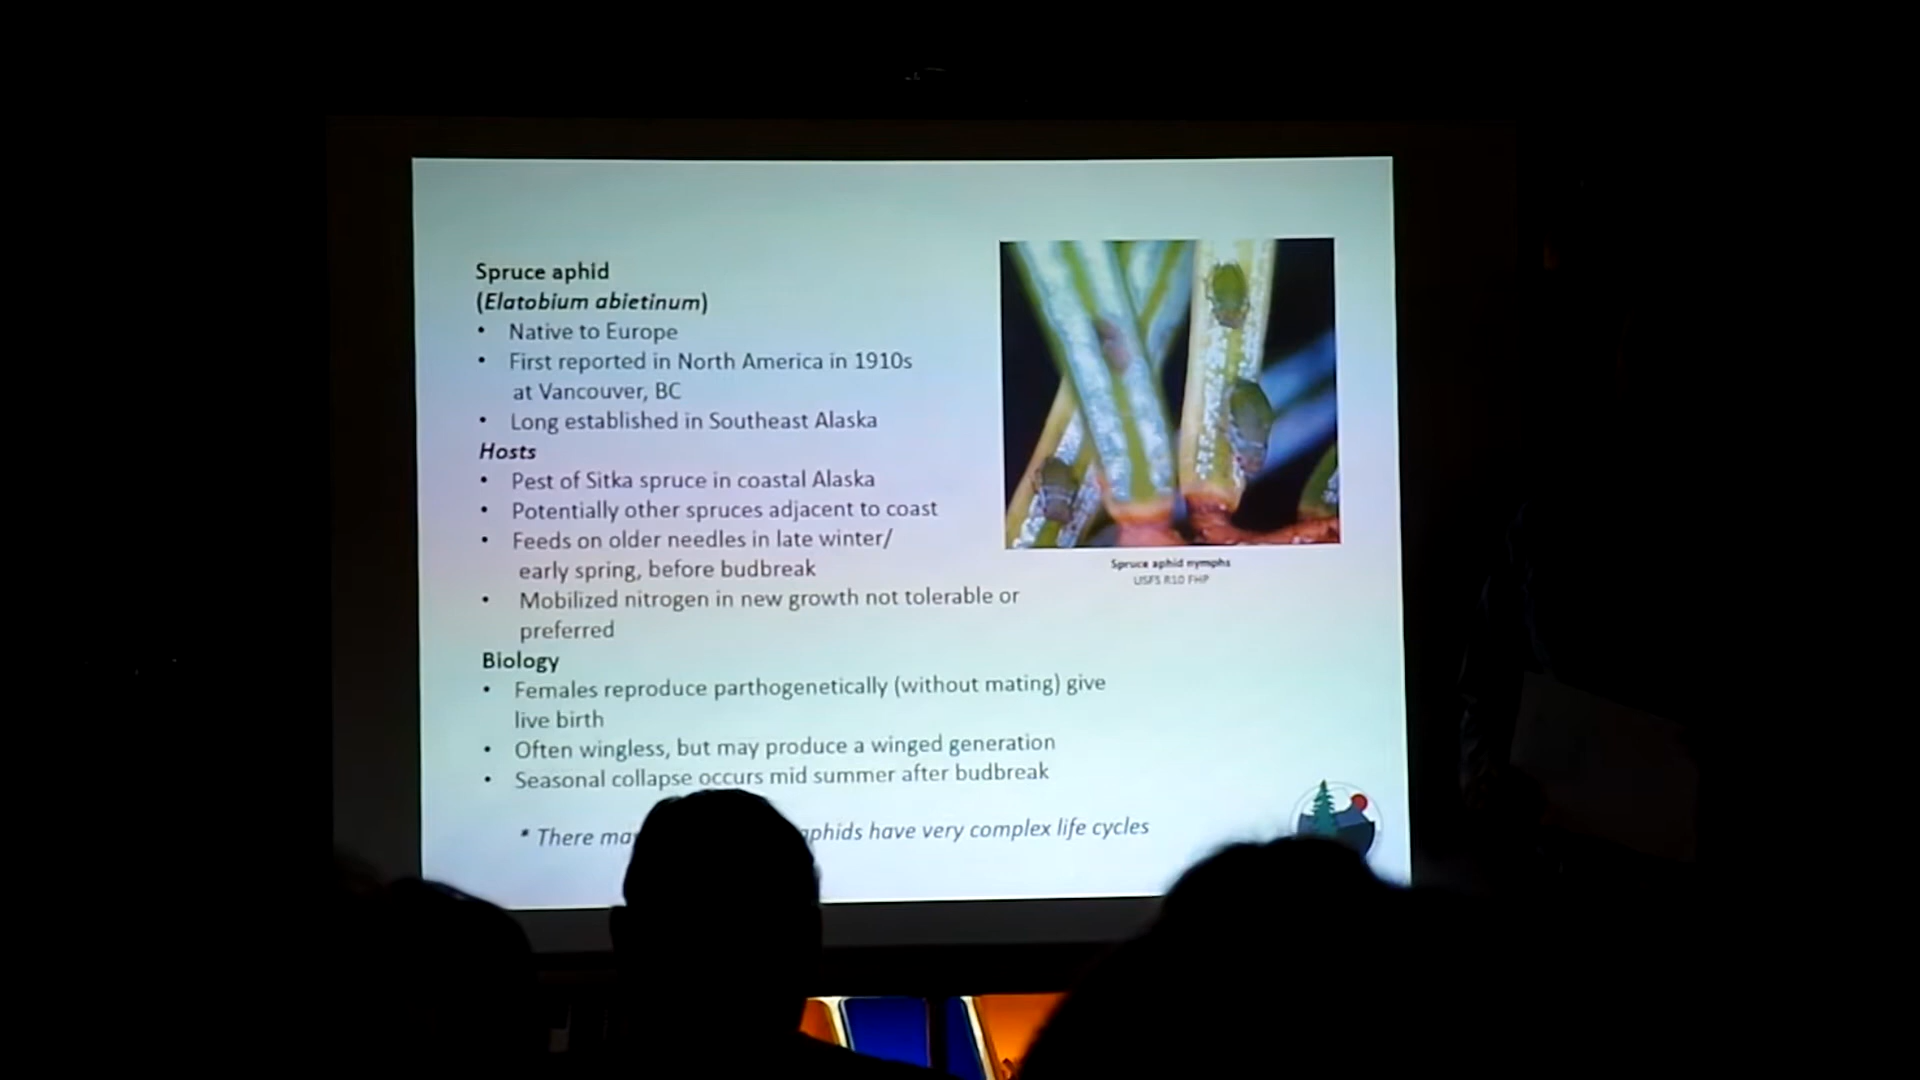 Spruce aphid
(Elatobium abietinum)
• Native to Europe
• First reported in North America in 1910s
at Vancouver, BC
• Long established in Southeast Alaska
Hosts
• Pest of Sitka spruce in coastal Alaska
• Potentially other spruces adjacent to coast
• Feeds on older needles in late winter/
early spring, before budbreak
• Mobilized nitrogen in new growth not tolerable or
preferred
Biology
• Females reproduce parthogenetically (without mating) give
live birth
• Often wingless, but may produce a winged generation
• Seasonal collapse occurs mid summer after budbreak
* There aphids have very complex life cycles
Spruce aphid nymphs
USFS R10 FHP